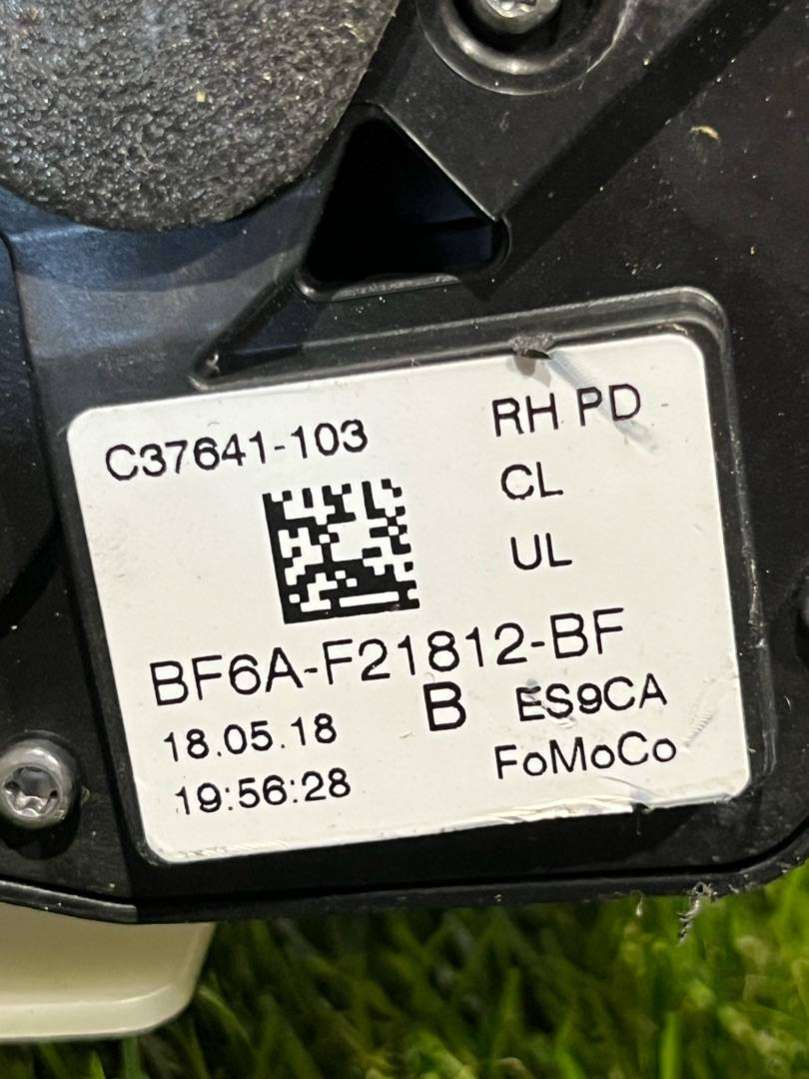 C37641-103
RH PD
CL
UL
BF6A-F21812-BF
18.05.18
B
ES9CA
19:56:28
FoMoCo